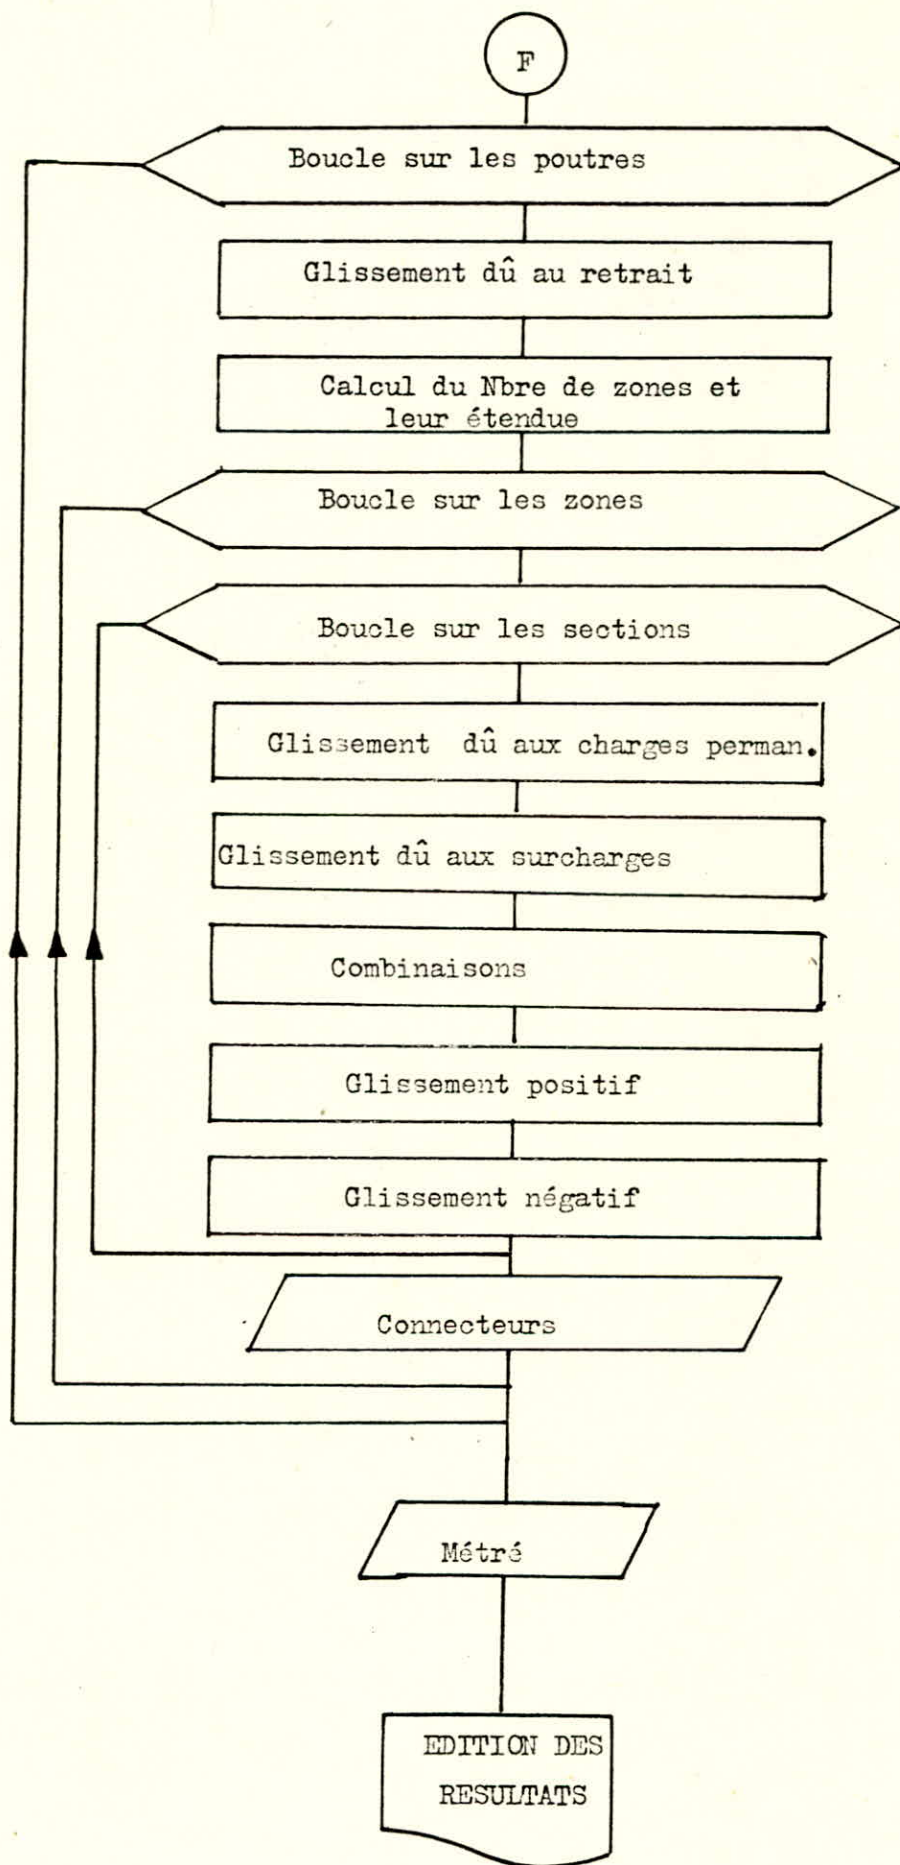 F
Boucle sur les poutres
Glissement dû au retrait
Calcul du Nbre de zones et
leur étendue
Boucle sur les zones
Boucle sur les sections
Glissement dû aux charges perman.
Glissement dû aux surcharges
Combinaisons
Glissement positif
Glissement négatif
Connecteurs
Métré
EDITION DES
RESULTATS